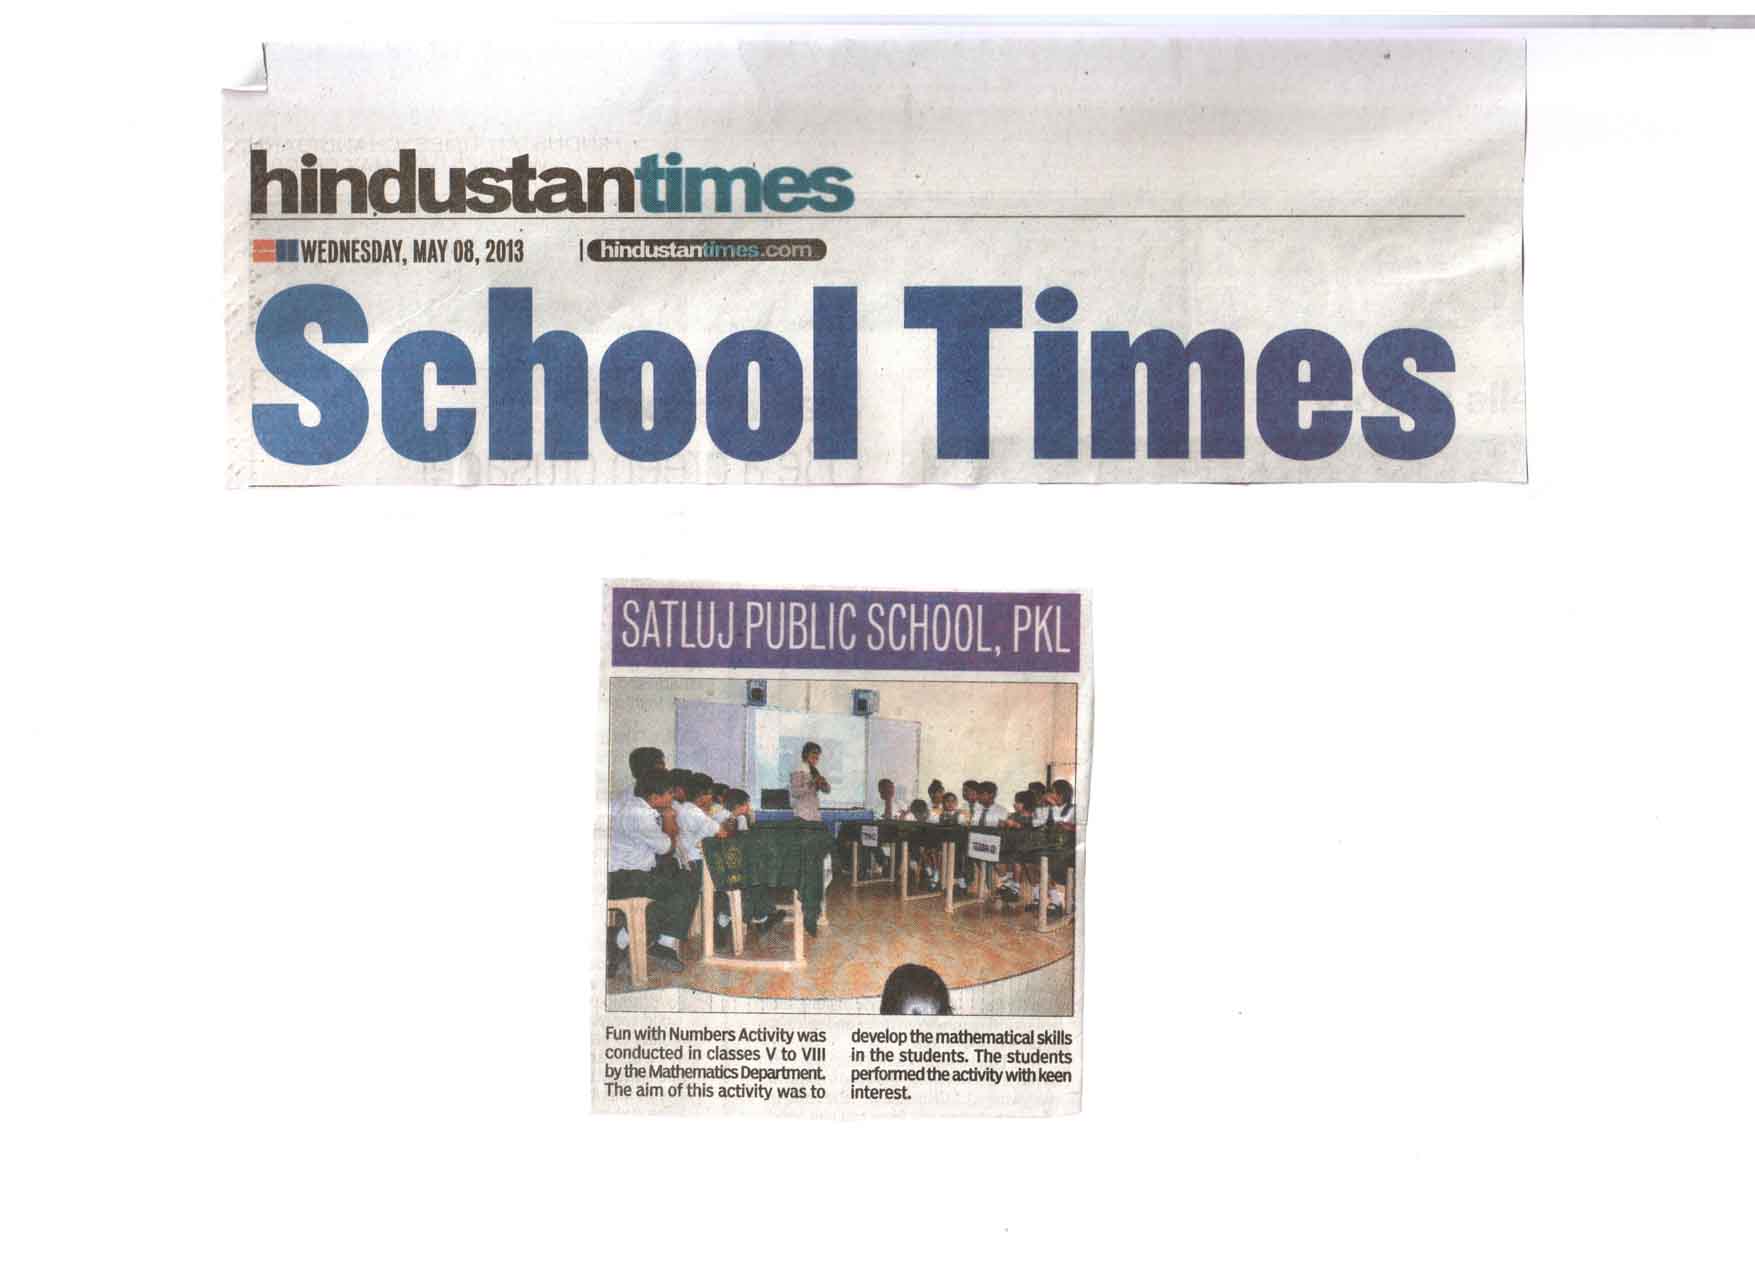 hindustantimes
WEDNESDAY, MAY 08, 2013
hindustantimes.com
School Times
SATLUJ PUBLIC SCHOOL, PKL
Fun with Numbers Activity was
conducted in classes V to VIII
by the Mathematics Department.
The aim of this activity was to
develop the mathematical skills
in the students. The students
performed the activity with keen
interest.